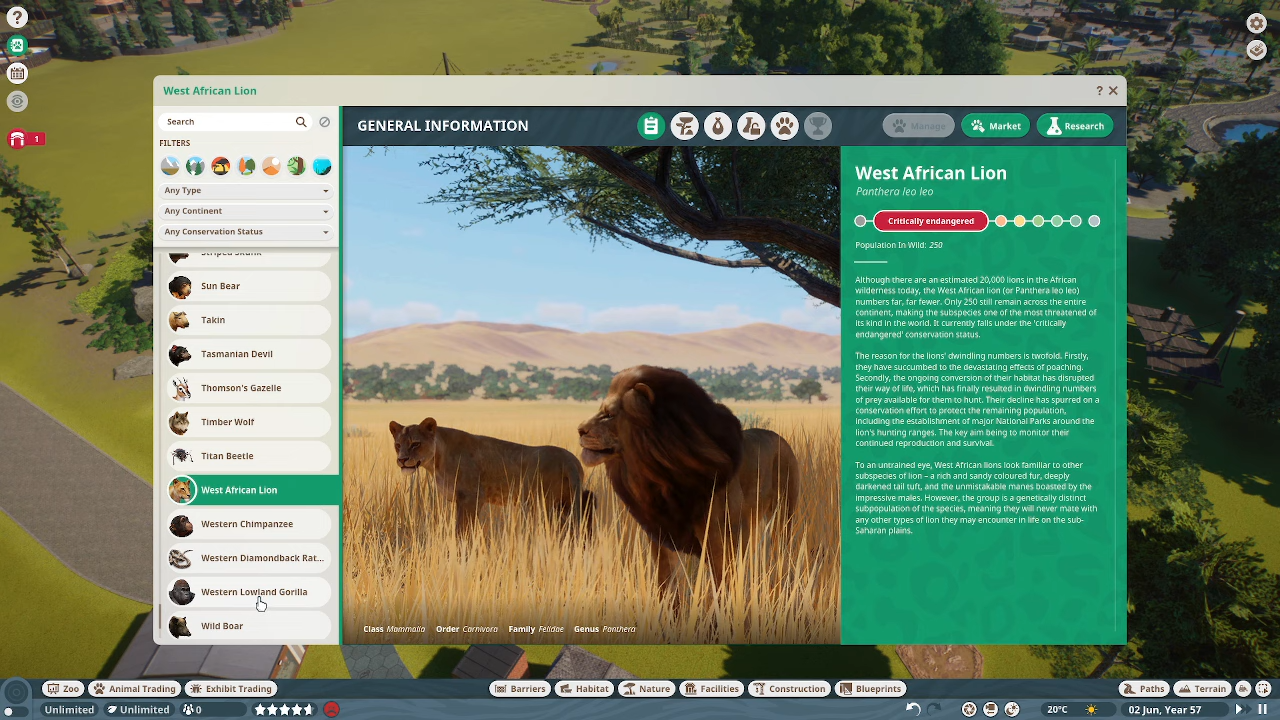 West African Lion
?
Search
FILTERS
Any Type
Any Continent
Any Conservation Status
Striped Skunk
Sun Bear
Takin
Tasmanian Devil
Thomson's Gazelle
Timber Wolf
Titan Beetle
West African Lion
Western Chimpanzee
Western Diamondback Rat...
Western Lowland Gorilla
Wild Boar
1
GENERAL INFORMATION
Manage
Market
Research
Class Mammalia Order Carnivora Family Felidae Genus Panthera
West African Lion
Panthera leo leo
Critically endangered
Population In Wild: 250
Although there are an estimated 20,000 lions in the African
wilderness today, the West African lion (or Panthera leo leo)
numbers far, far fewer. Only 250 still remain across the entire
continent, making the subspecies one of the most threatened of
its kind in the world. It currently falls under the 'critically
endangered' conservation status.
The reason for the lions' dwindling numbers is twofold. Firstly,
they have succumbed to the devastating effects of poaching.
Secondly, the ongoing conversion of their habitat has disrupted
their way of life, which has finally resulted in dwindling numbers
of prey available for them to hunt. Their decline has spurred on a
conservation effort to protect the remaining population,
including the establishment of major National Parks around the
lion's hunting ranges. The key aim being to monitor their
continued reproduction and survival.
To an untrained eye, West African lions look familiar to other
subspecies of lion – a rich and sandy coloured fur, deeply
darkened tail tuft, and the unmistakable manes boasted by the
impressive males. However, the group is a genetically distinct
subpopulation of the species, meaning they will never mate with
any other types of lion they may encounter in life on the sub-
Saharan plains.
Zoo
Animal Trading
Exhibit Trading
Barriers
Habitat
Nature
Facilities
Construction
Blueprints
Paths
Terrain
Unlimited
Unlimited
0
20°C
02 Jun, Year 57